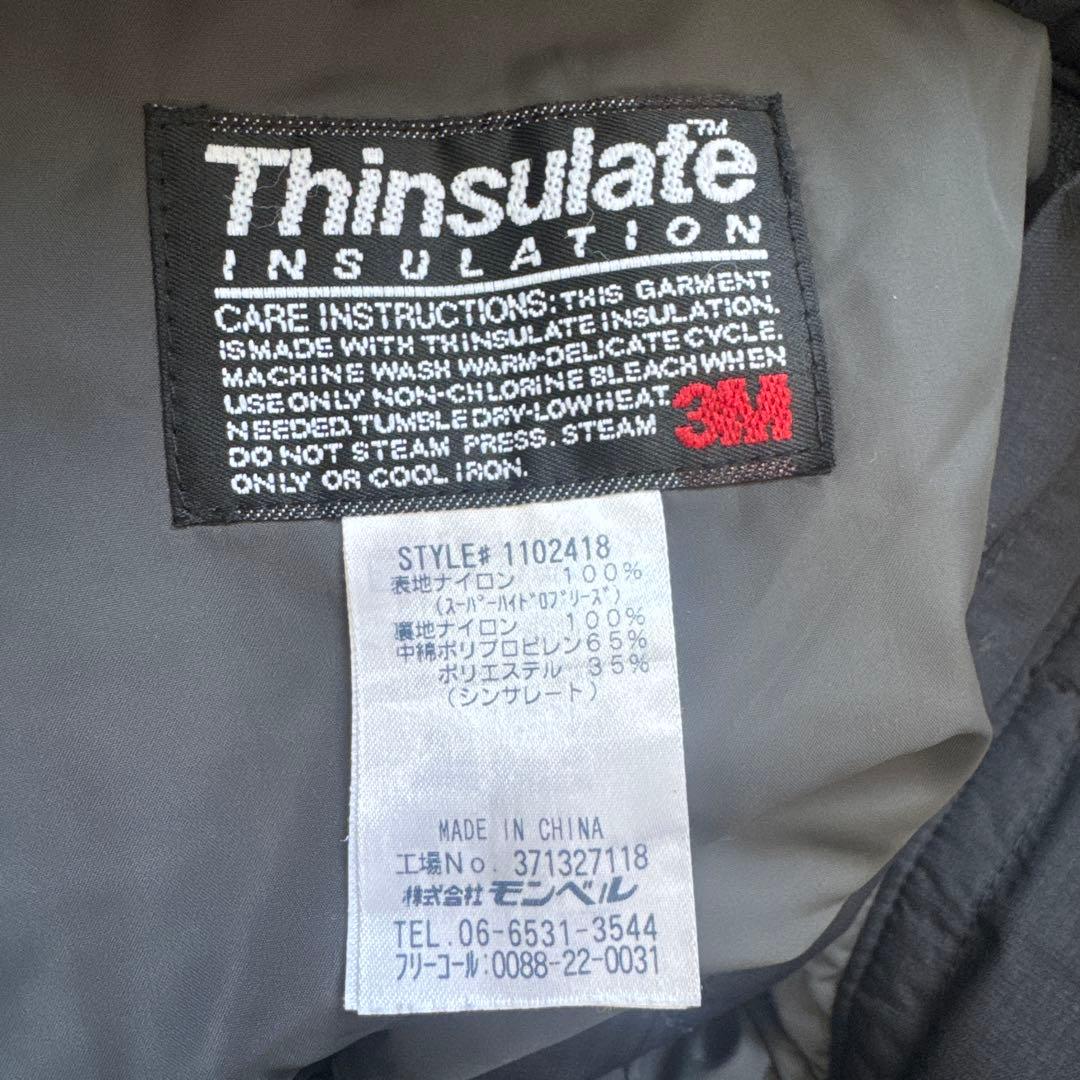 Thinsulate™
INSULATION
CARE INSTRUCTIONS: THIS GARMENT
IS MADE WITH THINSULATE INSULATION.
MACHINE WASH WARM-DELICATE CYCLE.
USE ONLY NON-CHLORINE BLEACH WHEN
NEEDED. TUMBLE DRY-LOW HEAT.
DO NOT STEAM PRESS. STEAM
ONLY OR COOL IRON.
3M
STYLE# 1102418
表地ナイロン 100%
(スーパーハイドロブリーズ)
裏地ナイロン 100%
中綿ポリプロピレン65%
ポリエステル 35%
(シンサレート)
MADE IN CHINA
工場No. 371327118
株式会社モンベル
TEL.06-6531-3544
フリーコール:0088-22-0031